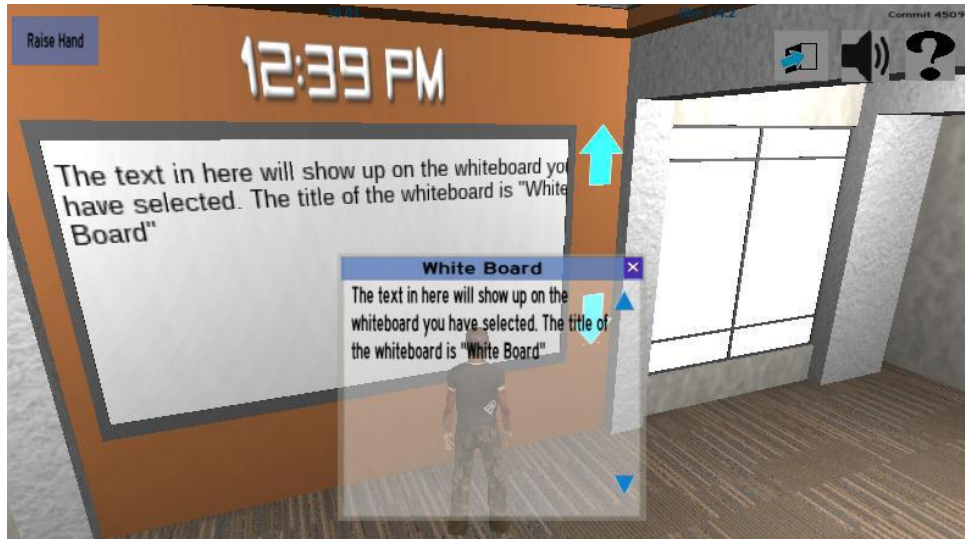 Raise Hand
Commit 4509
12:39 PM
The text in here will show up on the whiteboard you
have selected. The title of the whiteboard is "White
Board"
White Board
The text in here will show up on the
whiteboard you have selected. The title of
the whiteboard is "White Board"